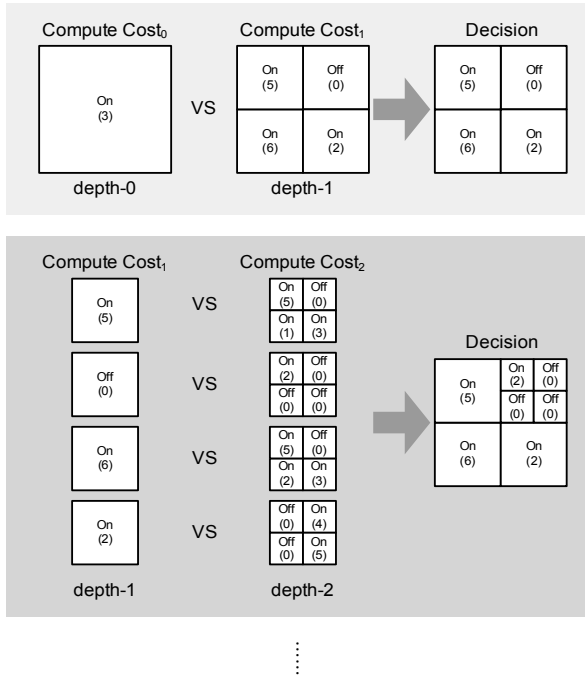 Compute Cost0 Compute Cost1 Decision
On
(3)
VS
On
(5)
Off
(0)
On
(6)
On
(2)
On
(5)
Off
(0)
On
(6)
On
(2)
depth-0 depth-1
Compute Cost1 Compute Cost2
On
(5)
VS
On
(5)
Off
(0)
On
(1)
On
(3)
Off
(0)
VS
On
(2)
Off
(0)
Off
(0)
Off
(0)
On
(6)
VS
On
(5)
Off
(0)
On
(2)
On
(3)
On
(2)
VS
Off
(0)
On
(4)
Off
(0)
On
(5)
depth-1 depth-2
Decision
On
(5)
On
(2)
Off
(0)
Off
(0)
Off
(0)
On
(6)
On
(2)